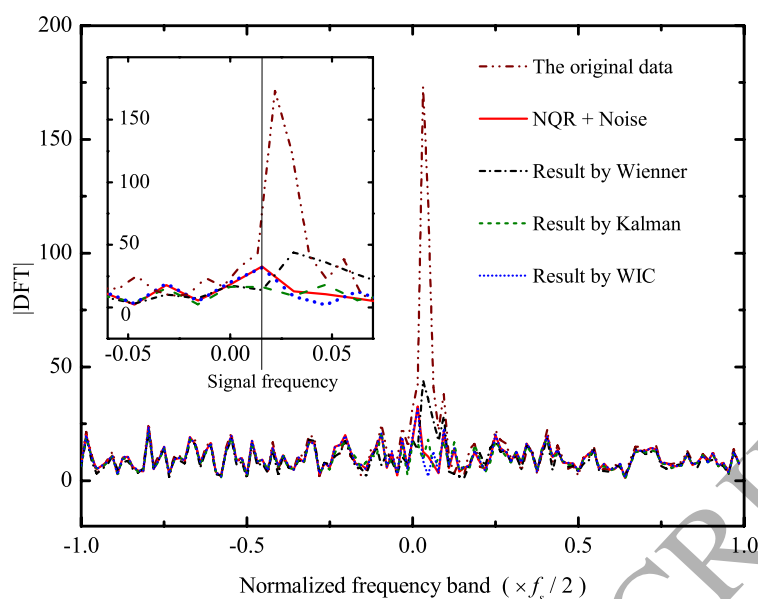 200
150
100
50
0
-1.0
-0.5
0.0
0.5
1.0
|DFT|
Normalized frequency band ( × f_s / 2 )
150
100
50
0
-0.05
0.00
0.05
Signal frequency
The original data
NQR + Noise
Result by Wienner
Result by Kalman
Result by WIC